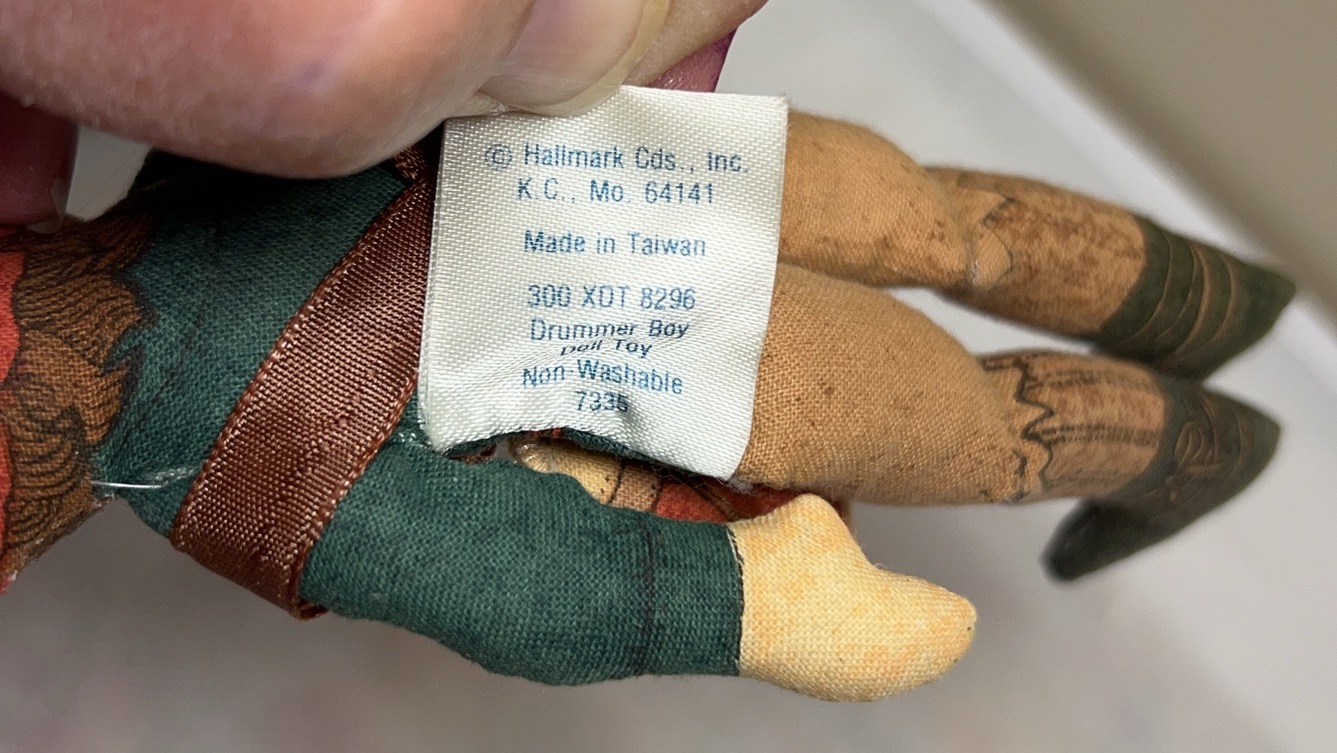 © Hallmark Cds., Inc.
K.C., Mo. 64141
Made in Taiwan
300 XDT 8296
Drummer Boy
Doll Toy
Non-Washable
7335